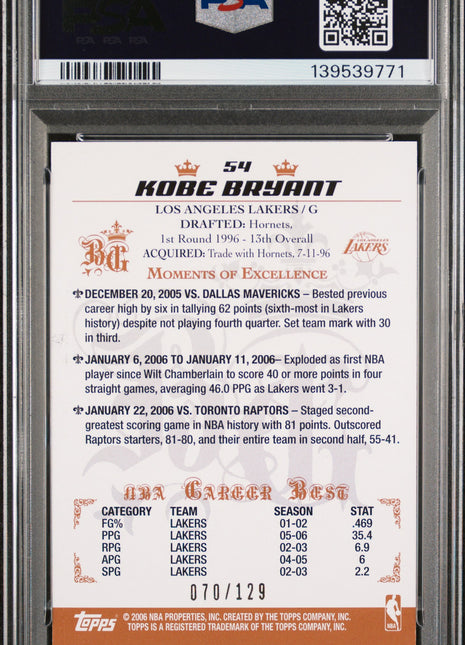 PSA
PSA PSA PSA
PSA
139539771
54
KOBE BRYANT
LOS ANGELES LAKERS / G
DRAFTED: Hornets,
1st Round 1996 - 13th Overall
ACQUIRED: Trade with Hornets, 7-11-96
BG
LOS ANGELES
LAKERS
MOMENTS OF EXCELLENCE
DECEMBER 20, 2005 VS. DALLAS MAVERICKS – Bested previous
career high by six in tallying 62 points (sixth-most in Lakers
history) despite not playing fourth quarter. Set team mark with 30
in third.
JANUARY 6, 2006 TO JANUARY 11, 2006– Exploded as first NBA
player since Wilt Chamberlain to score 40 or more points in four
straight games, averaging 46.0 PPG as Lakers went 3-1.
JANUARY 22, 2006 VS. TORONTO RAPTORS – Staged second-
greatest scoring game in NBA history with 81 points. Outscored
Raptors starters, 81-80, and their entire team in second half, 55-41.
NBA CAREER BEST
CATEGORY TEAM SEASON STAT
FG% LAKERS 01-02 .469
PPG LAKERS 05-06 35.4
RPG LAKERS 02-03 6.9
APG LAKERS 04-05 6
SPG LAKERS 02-03 2.2
070/129
Topps
© 2006 NBA PROPERTIES, INC. CREATED BY THE TOPPS COMPANY, INC.
TOPPS IS A REGISTERED TRADEMARK OF THE TOPPS COMPANY, INC.
NBA